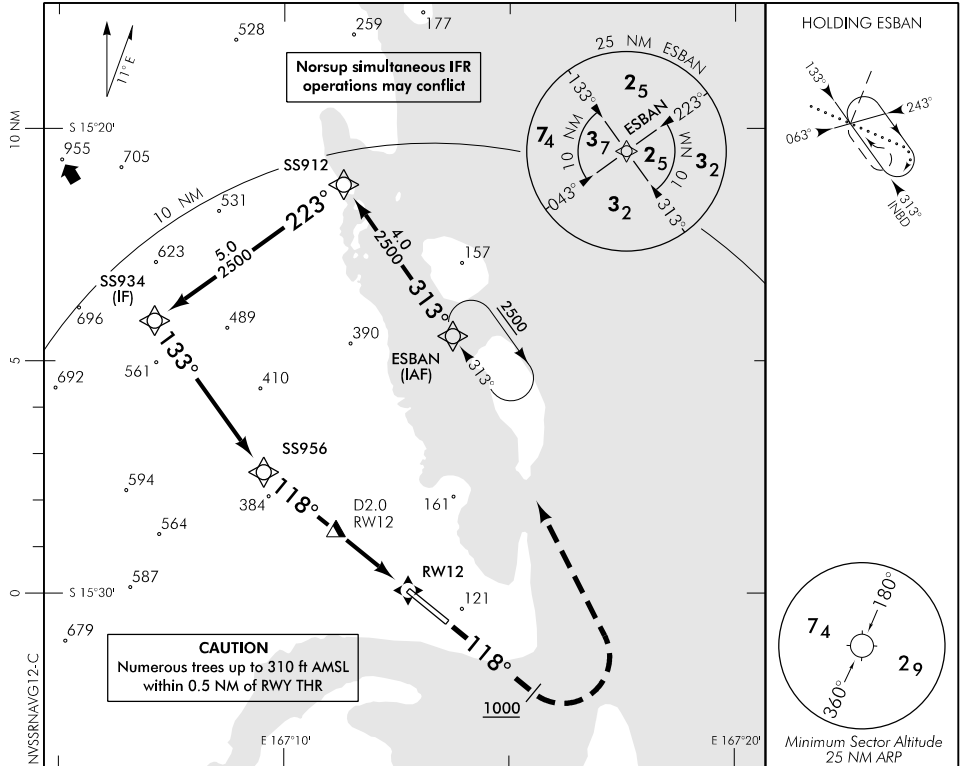 528
259
177
11° E
Norsup simultaneous IFR
operations may conflict
25 NM ESBAN
133°
2₅
ESBAN
223°
7₄
10 NM
3₇
2₅
10 NM
3₂
043°
3₂
313°
HOLDING ESBAN
133°
243°
063°
313°
INBD
10 NM
S 15°20'
955
705
SS912
10 NM
531
223°
5.0
2500
4.0
2500
313°
157
623
SS934
(IF)
696
489
390
2500
ESBAN
(IAF)
313°
133°
5
561
692
410
SS956
594
384
118°
D2.0
RW12
161
564
587
RW12
0
S 15°30'
121
679
118°
CAUTION
Numerous trees up to 310 ft AMSL
within 0.5 NM of RWY THR
1000
NVSSRNAVG12-C
E 167°10'
E 167°20'
180°
7₄
2₉
360°
Minimum Sector Altitude
25 NM ARP